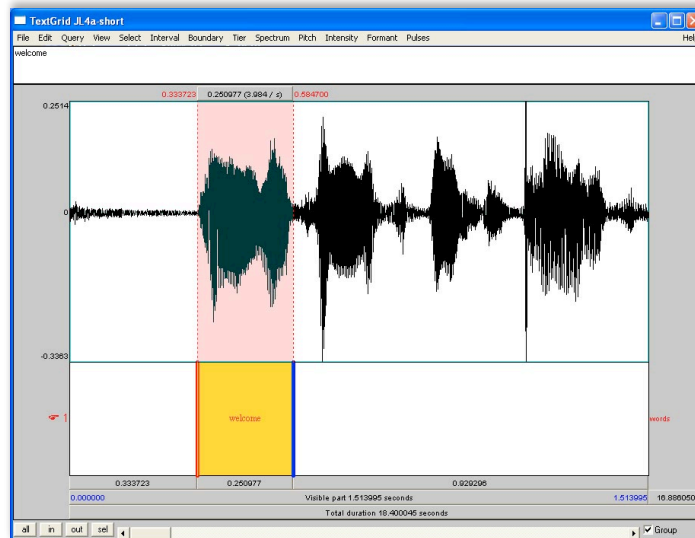 TextGrid JL4a-short
File Edit Query View Select Interval Boundary Tier Spectrum Pitch Intensity Formant Pulses Hel
welcome
0.333723 0.250977 (3.984 / s) 0.584700
0.2514
0
-0.3363
1 welcome words
0.333723 0.250977 0.929296
0.000000 Visible part 1.513995 seconds 1.513995 16.886050
Total duration 18.400045 seconds
all in out sel Group